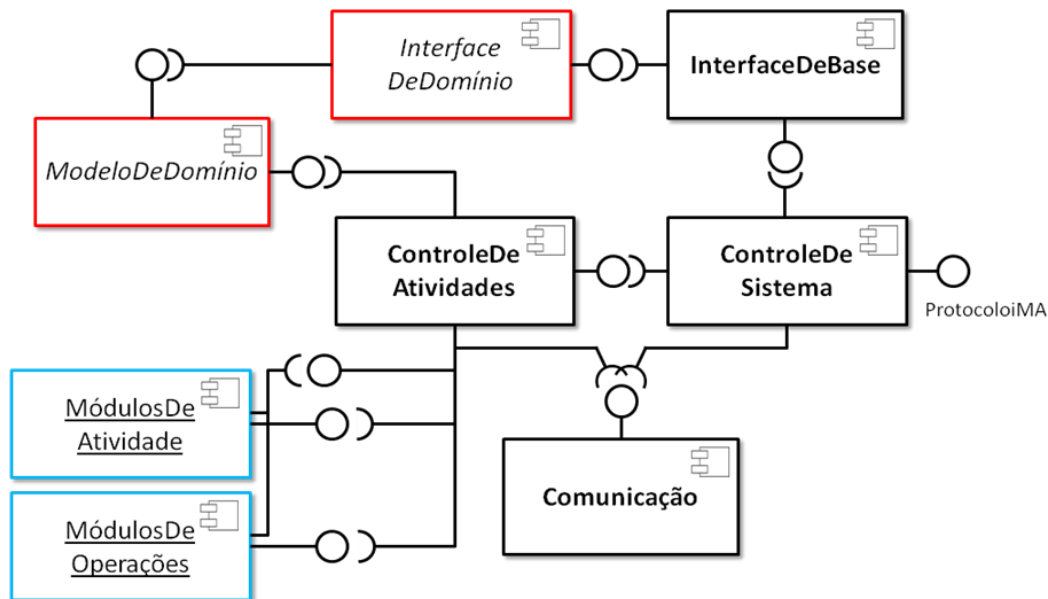 Interface
DeDomínio
InterfaceDeBase
ModeloDeDomínio
ControleDe
Atividades
ControleDe
Sistema
ProtocoloiMA
MódulosDe
Atividade
Comunicação
MódulosDe
Operações